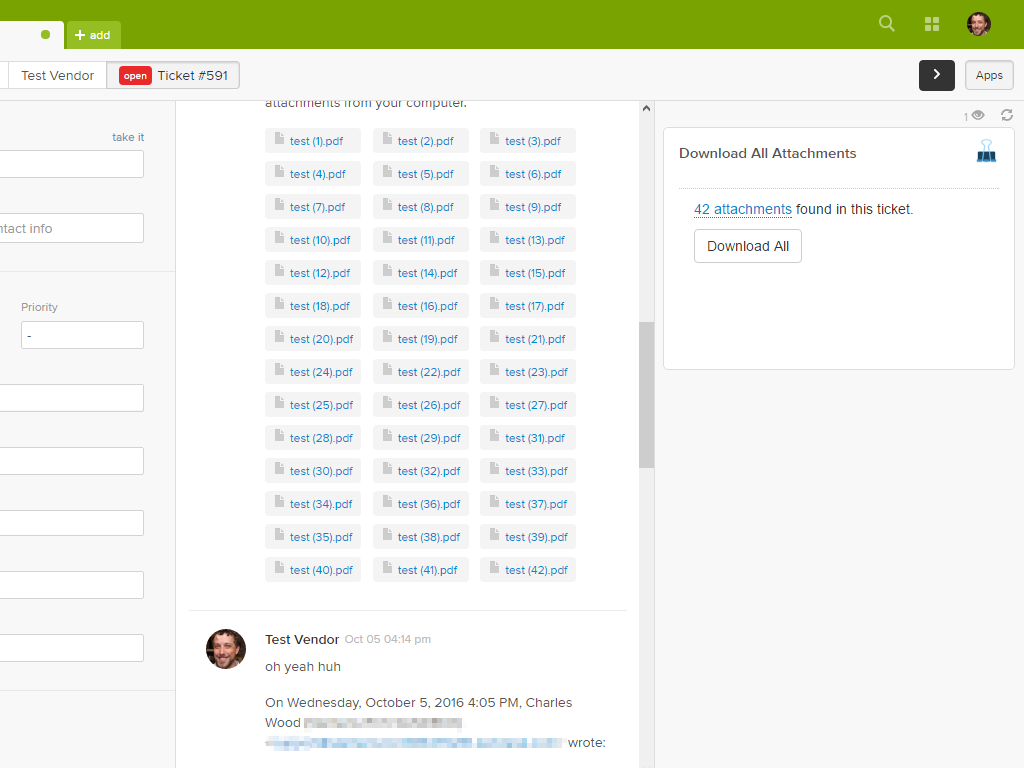 + add
Test Vendor
open Ticket #591
Apps
take it
ntact info
Priority
-
attachments from your computer.
test (1).pdf test (2).pdf test (3).pdf
test (4).pdf test (5).pdf test (6).pdf
test (7).pdf test (8).pdf test (9).pdf
test (10).pdf test (11).pdf test (13).pdf
test (12).pdf test (14).pdf test (15).pdf
test (18).pdf test (16).pdf test (17).pdf
test (20).pdf test (19).pdf test (21).pdf
test (24).pdf test (22).pdf test (23).pdf
test (25).pdf test (26).pdf test (27).pdf
test (28).pdf test (29).pdf test (31).pdf
test (30).pdf test (32).pdf test (33).pdf
test (34).pdf test (36).pdf test (37).pdf
test (35).pdf test (38).pdf test (39).pdf
test (40).pdf test (41).pdf test (42).pdf
Test Vendor Oct 05 04:14 pm
oh yeah huh
On Wednesday, October 5, 2016 4:05 PM, Charles
Wood
wrote:
1
Download All Attachments
42 attachments found in this ticket.
Download All